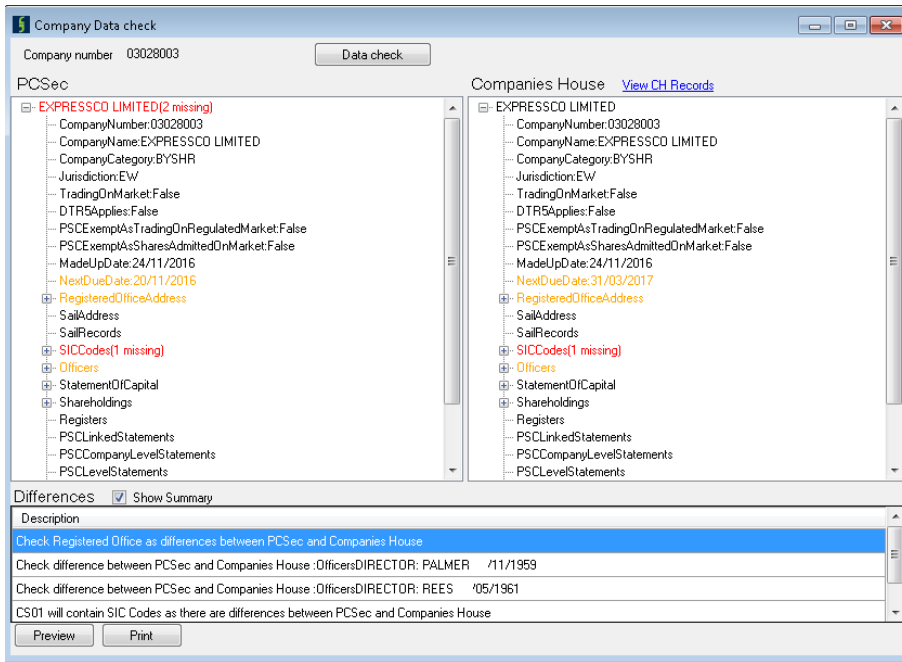 Company Data check
Company number 03028003 Data check
PCSec
EXPRESSCO LIMITED(2 missing)
CompanyNumber:03028003
CompanyName:EXPRESSCO LIMITED
CompanyCategory:BYSHR
Jurisdiction:EW
TradingOnMarket:False
DTR5Applies:False
PSCExemptAsTradingOnRegulatedMarket:False
PSCExemptAsSharesAdmittedOnMarket:False
MadeUpDate:24/11/2016
NextDueDate:20/11/2016
RegisteredOfficeAddress
SailAddress
SailRecords
SICCodes(1 missing)
Officers
StatementOfCapital
Shareholdings
Registers
PSCLinkedStatements
PSCCompanyLevelStatements
PSCLevelStatements
Companies House View CH Records
EXPRESSCO LIMITED
CompanyNumber:03028003
CompanyName:EXPRESSCO LIMITED
CompanyCategory:BYSHR
Jurisdiction:EW
TradingOnMarket:False
DTR5Applies:False
PSCExemptAsTradingOnRegulatedMarket:False
PSCExemptAsSharesAdmittedOnMarket:False
MadeUpDate:24/11/2016
NextDueDate:31/03/2017
RegisteredOfficeAddress
SailAddress
SailRecords
SICCodes(1 missing)
Officers
StatementOfCapital
Shareholdings
Registers
PSCLinkedStatements
PSCCompanyLevelStatements
PSCLevelStatements
Differences Show Summary
Description
Check Registered Office as differences between PCSec and Companies House
Check difference between PCSec and Companies House :OfficersDIRECTOR: PALMER /11/1959
Check difference between PCSec and Companies House :OfficersDIRECTOR: REES /05/1961
CS01 will contain SIC Codes as there are differences between PCSec and Companies House
Preview Print